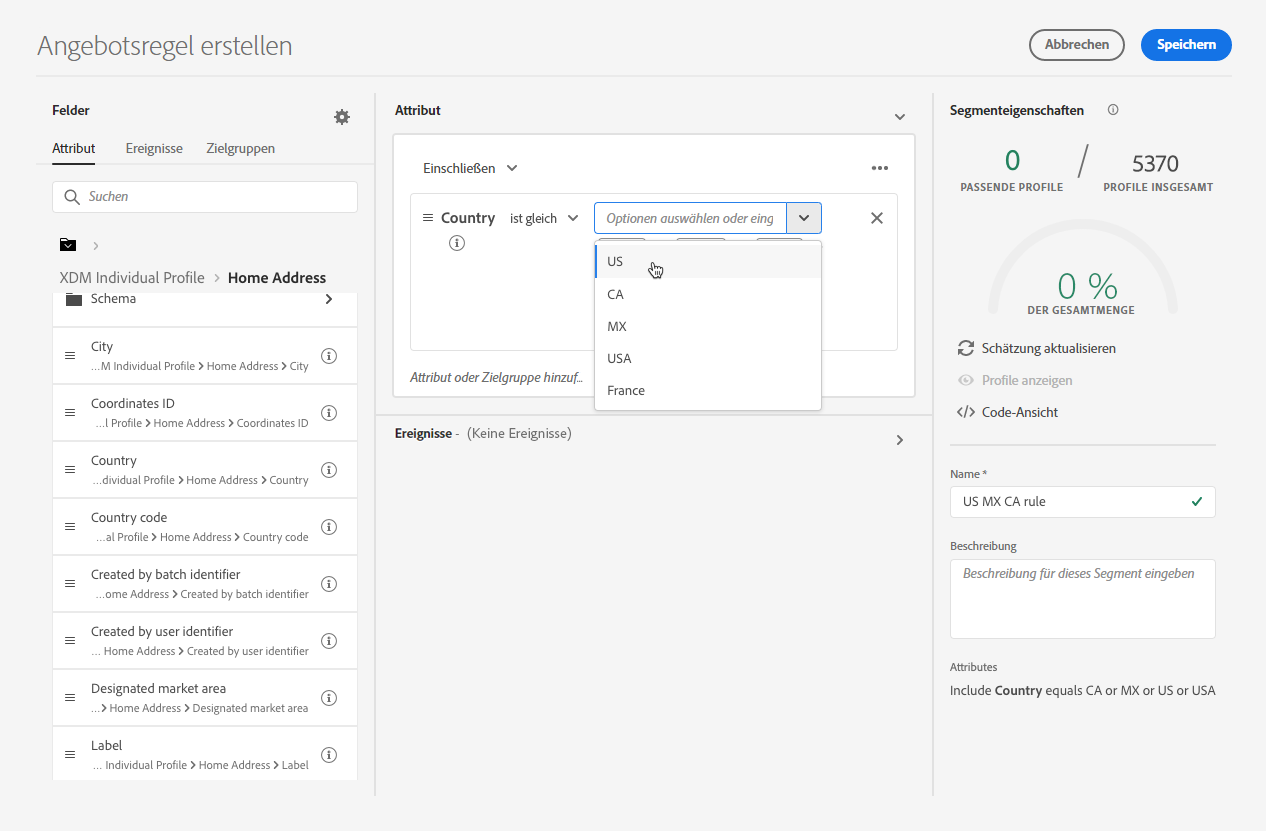 Angebotsregel erstellen
Abbrechen
Speichern
Felder
Attribut
Ereignisse
Zielgruppen
Suchen
XDM Individual Profile > Home Address
Schema
City
...M Individual Profile > Home Address > City
Coordinates ID
...l Profile > Home Address > Coordinates ID
Country
...dividual Profile > Home Address > Country
Country code
...al Profile > Home Address > Country code
Created by batch identifier
...ome Address > Created by batch identifier
Created by user identifier
... Home Address > Created by user identifier
Designated market area
...> Home Address > Designated market area
Label
... Individual Profile > Home Address > Label
Attribut
Einschließen
Country
ist gleich
Optionen auswählen oder eing
US
CA
MX
USA
France
Attribut oder Zielgruppe hinzuf...
Ereignisse - (Keine Ereignisse)
Segmenteigenschaften
0 / 5370
PASSENDE PROFILE
PROFILE INSGESAMT
0 %
DER GESAMTMENGE
Schätzung aktualisieren
Profile anzeigen
</> Code-Ansicht
Name *
US MX CA rule
Beschreibung
Beschreibung für dieses Segment eingeben
Attributes
Include Country equals CA or MX or US or USA